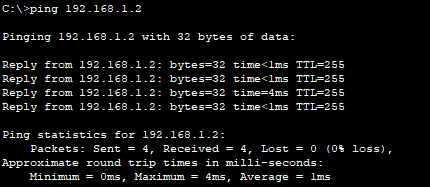 C:\>ping 192.168.1.2
Pinging 192.168.1.2 with 32 bytes of data:
Reply from 192.168.1.2: bytes=32 time<1ms TTL=255
Reply from 192.168.1.2: bytes=32 time<1ms TTL=255
Reply from 192.168.1.2: bytes=32 time=4ms TTL=255
Reply from 192.168.1.2: bytes=32 time<1ms TTL=255
Ping statistics for 192.168.1.2:
    Packets: Sent = 4, Received = 4, Lost = 0 (0% loss),
Approximate round trip times in milli-seconds:
    Minimum = 0ms, Maximum = 4ms, Average = 1ms